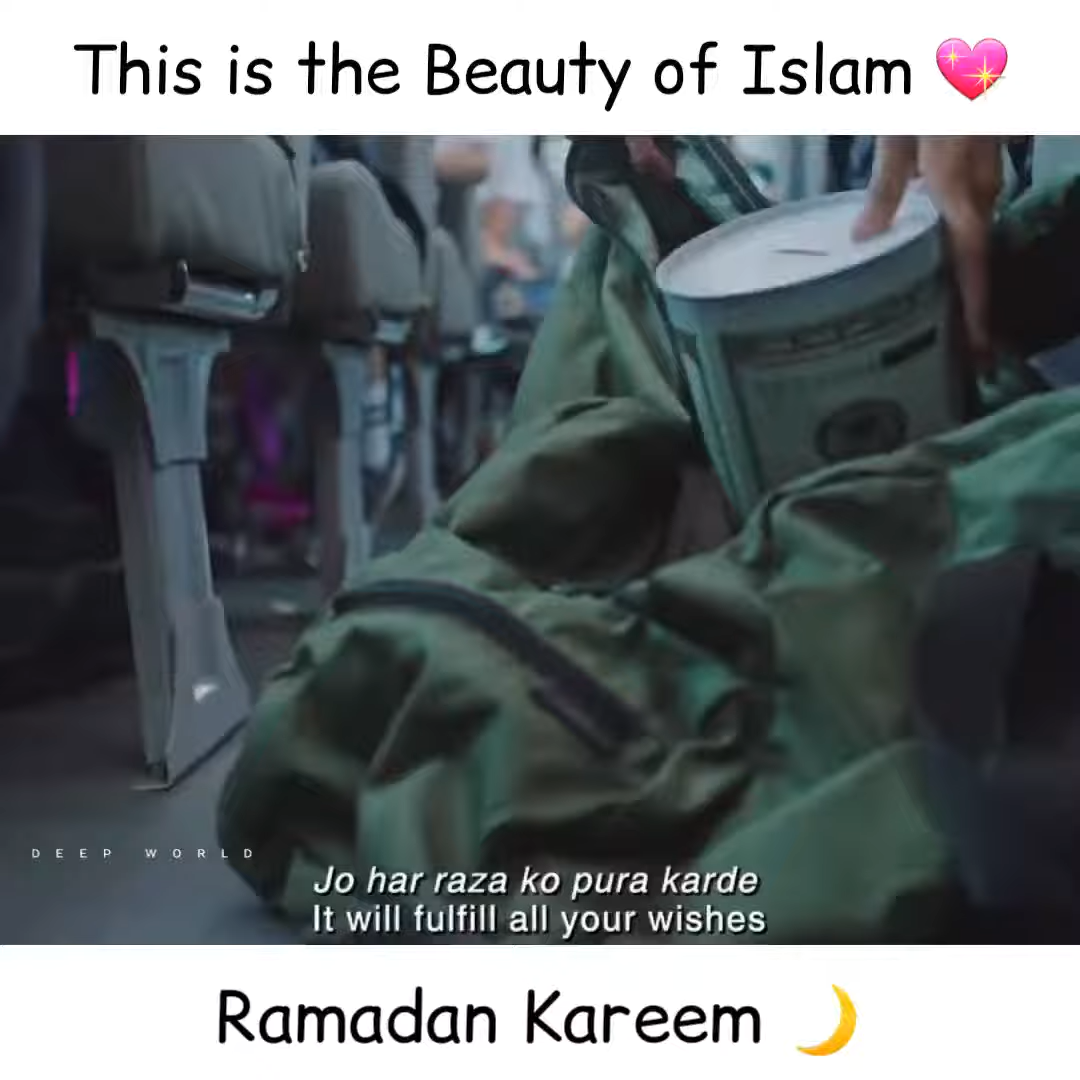 This is the Beauty of Islam 💖
DEEP WORLD
Jo har raza ko pura karde
It will fulfill all your wishes
Ramadan Kareem 🌙